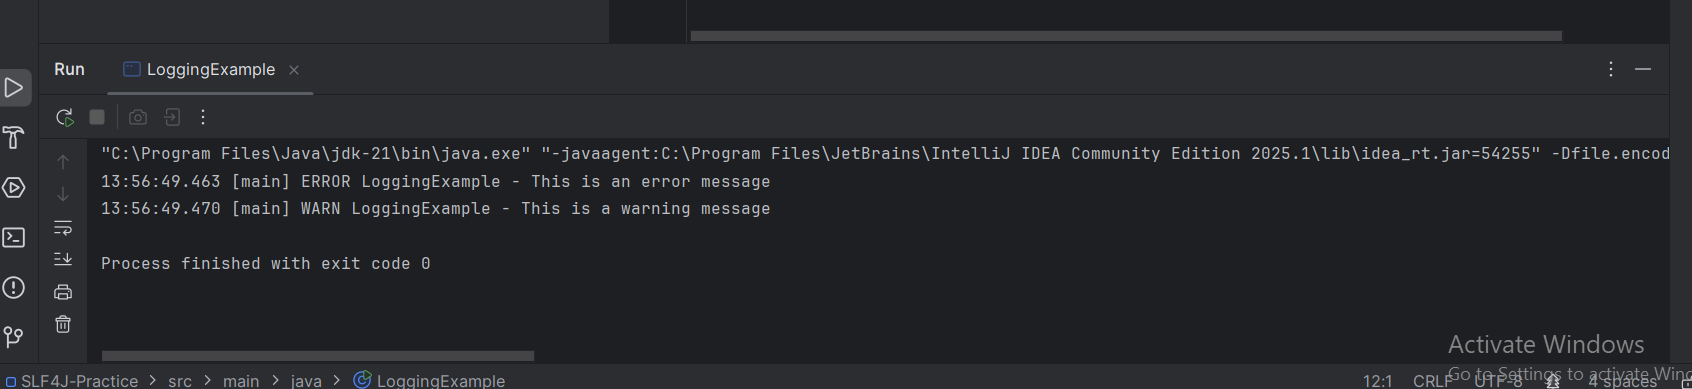 Run
LoggingExample
"C:\Program Files\Java\jdk-21\bin\java.exe" "-javaagent:C:\Program Files\JetBrains\IntelliJ IDEA Community Edition 2025.1\lib\idea_rt.jar=54255" -Dfile.encod
13:56:49.463 [main] ERROR LoggingExample - This is an error message
13:56:49.470 [main] WARN LoggingExample - This is a warning message
Process finished with exit code 0
Activate Windows
Go to Settings to activate Wind
SLF4J-Practice > src > main > java > LoggingExample
12:1 CRLF UTF-8 4 spaces